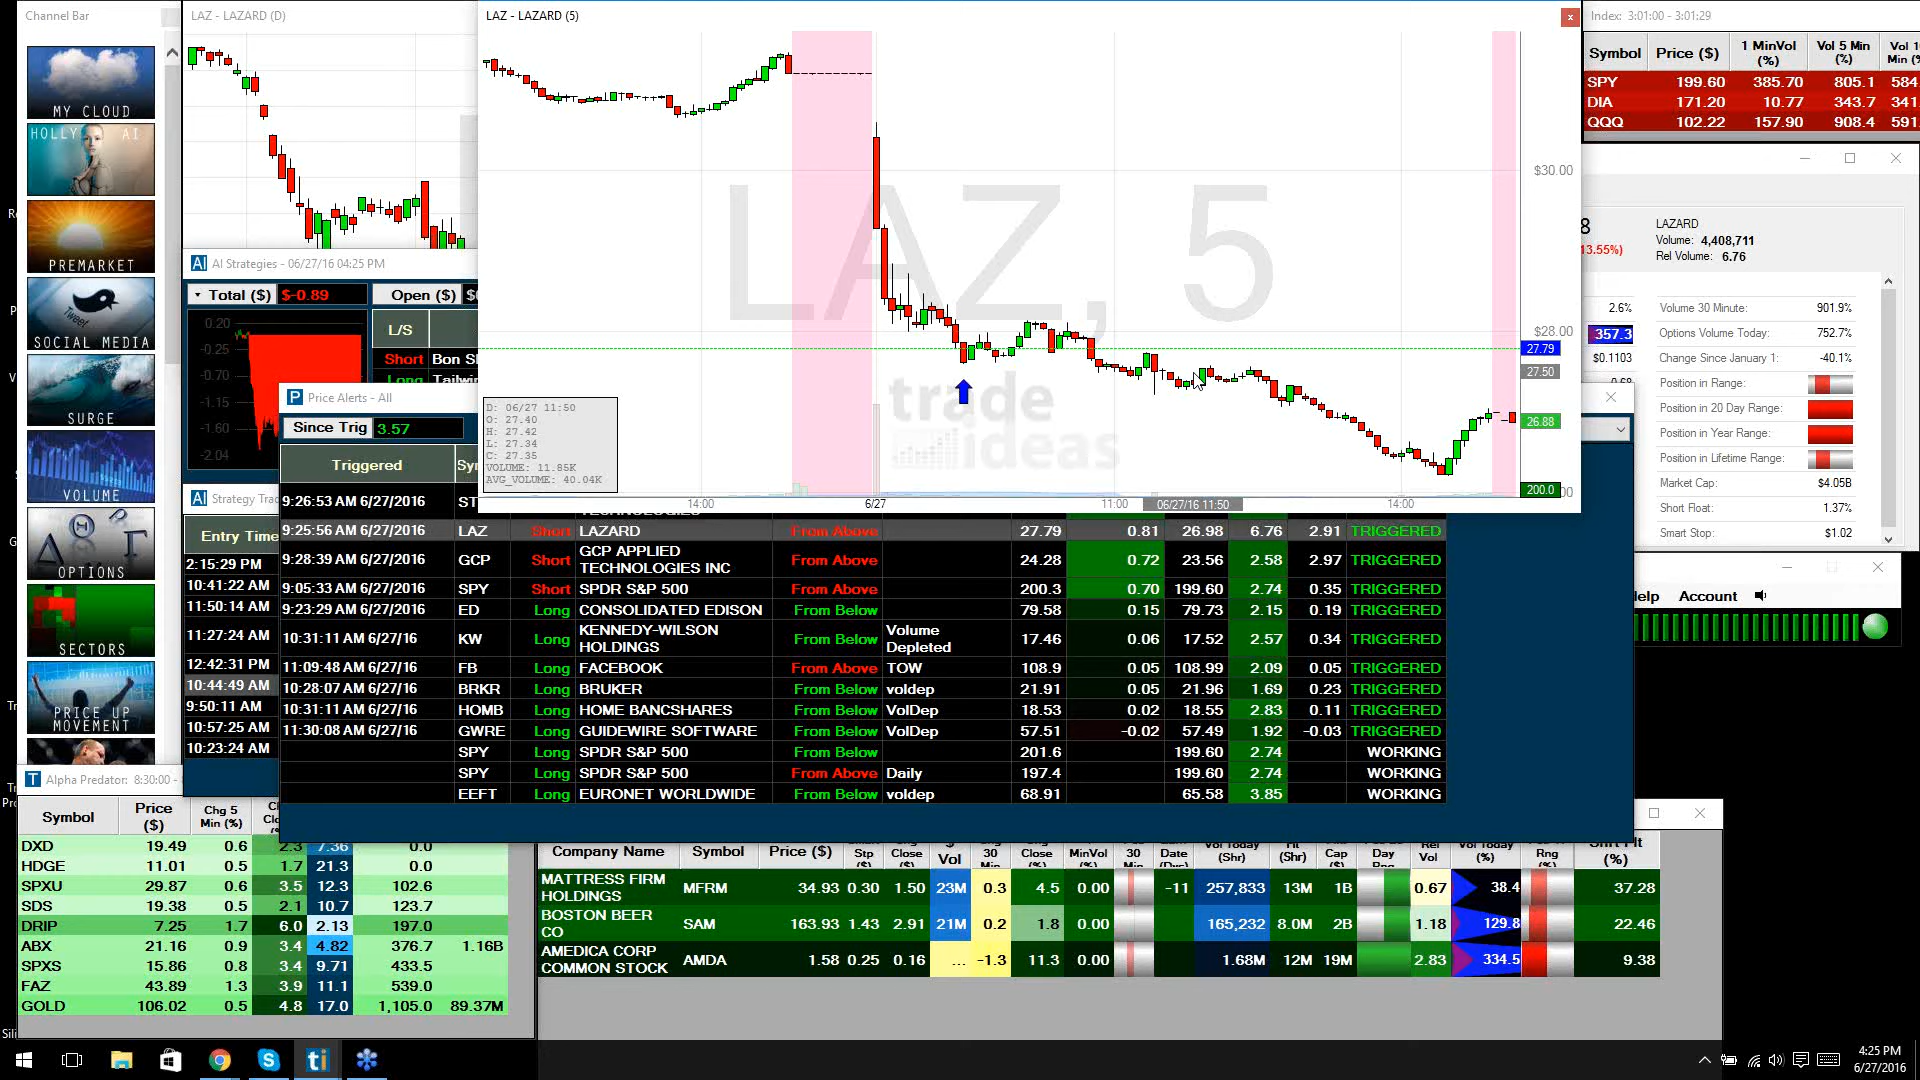 Channel Bar
MY CLOUD
HOLLY AI
PREMARKET
Tweet
SOCIAL MEDIA
SURGE
VOLUME
OPTIONS
SECTORS
PRICE UP
MOVEMENT
LAZ - LAZARD (D)
LAZ - LAZARD (5)
x
LAZ, 5
trade
ideas
$30.00
$28.00
27.79
27.50
26.88
200.0
14:00
6/27
11:00
06/27/16 11:50
14:00
D: 06/27 11:50
O: 27.40
H: 27.42
L: 27.34
C: 27.35
VOLUME: 11.85K
AVG_VOLUME: 40.04K
Index: 3:01:00 - 3:01:29
Symbol Price ($) 1 MinVol (%) Vol 5 Min (%)
SPY 199.60 385.70 805.1 584
DIA 171.20 10.77 343.7 341
QQQ 102.22 157.90 908.4 591
LAZARD
Volume: 4,408,711
Rel Volume: 6.76
13.55%)
2.6%
357.3
$0.1103
Volume 30 Minute: 901.9%
Options Volume Today: 752.7%
Change Since January 1: -40.1%
Position in Range:
Position in 20 Day Range:
Position in Year Range:
Position in Lifetime Range:
Market Cap: $4.05B
Short Float: 1.37%
Smart Stop: $1.02
elp Account
AI AI Strategies - 06/27/16 04:25 PM
Total ($) $-0.89 Open ($)
0.20
-0.25
-0.70
-1.15
-1.60
-2.04
L/S
Short Bon S
Long Tailwi
P Price Alerts - All
Since Trig 3.57
Triggered Sy
9:26:53 AM 6/27/2016 ST
9:25:56 AM 6/27/2016 LAZ Short LAZARD From Above 27.79 0.81 26.98 6.76 2.91 TRIGGERED
9:28:39 AM 6/27/2016 GCP Short GCP APPLIED TECHNOLOGIES INC From Above 24.28 0.72 23.56 2.58 2.97 TRIGGERED
9:05:33 AM 6/27/2016 SPY Short SPDR S&P 500 From Above 200.3 0.70 199.60 2.74 0.35 TRIGGERED
9:23:29 AM 6/27/2016 ED Long CONSOLIDATED EDISON From Below 79.58 0.15 79.73 2.15 0.19 TRIGGERED
10:31:11 AM 6/27/16 KW Long KENNEDY-WILSON HOLDINGS From Below Volume Depleted 17.46 0.06 17.52 2.57 0.34 TRIGGERED
11:09:48 AM 6/27/16 FB Long FACEBOOK From Above TOW 108.9 0.05 108.99 2.09 0.05 TRIGGERED
10:28:07 AM 6/27/16 BRKR Long BRUKER From Below voldep 21.91 0.05 21.96 1.69 0.23 TRIGGERED
10:31:11 AM 6/27/16 HOMB Long HOME BANCSHARES From Below VolDep 18.53 0.02 18.55 2.83 0.11 TRIGGERED
11:30:08 AM 6/27/16 GWRE Long GUIDEWIRE SOFTWARE From Below VolDep 57.51 -0.02 57.49 1.92 -0.03 TRIGGERED
SPY Long SPDR S&P 500 From Below 201.6 199.60 2.74 WORKING
SPY Long SPDR S&P 500 From Above Daily 197.4 199.60 2.74 WORKING
EEFT Long EURONET WORLDWIDE From Below voldep 68.91 65.58 3.85 WORKING
AI Strategy Tra
Entry Time
2:15:29 PM
10:41:22 AM
11:50:14 AM
11:27:24 AM
12:42:31 PM
10:44:49 AM
9:50:11 AM
10:57:25 AM
10:23:24 AM
T Alpha Predator: 8:30:00 -
Symbol Price ($) Chg 5 Min (%)
DXD 19.49 0.6 2.3 7.36 0.0
HDGE 11.01 0.5 1.7 21.3 0.0
SPXU 29.87 0.6 3.5 12.3 102.6
SDS 19.38 0.5 2.1 10.7 123.7
DRIP 7.25 1.7 6.0 2.13 197.0
ABX 21.16 0.9 3.4 4.82 376.7 1.16B
SPXS 15.86 0.8 3.4 9.71 433.5
FAZ 43.89 1.3 3.9 11.1 539.0
GOLD 106.02 0.5 4.8 17.0 1,105.0 89.37M
Company Name Symbol Price ($)
MATTRESS FIRM HOLDINGS MFRM 34.93 0.30 1.50 23M 0.3 4.5 0.00 -11 257,833 13M 1B 0.67 38.4 37.28
BOSTON BEER CO SAM 163.93 1.43 2.91 21M 0.2 1.8 0.00 165,232 8.0M 2B 1.18 129.8 22.46
AMEDICA CORP COMMON STOCK AMDA 1.58 0.25 0.16 ... -1.3 11.3 0.00 1.68M 12M 19M 2.83 334.5 9.38
4:25 PM
6/27/2016